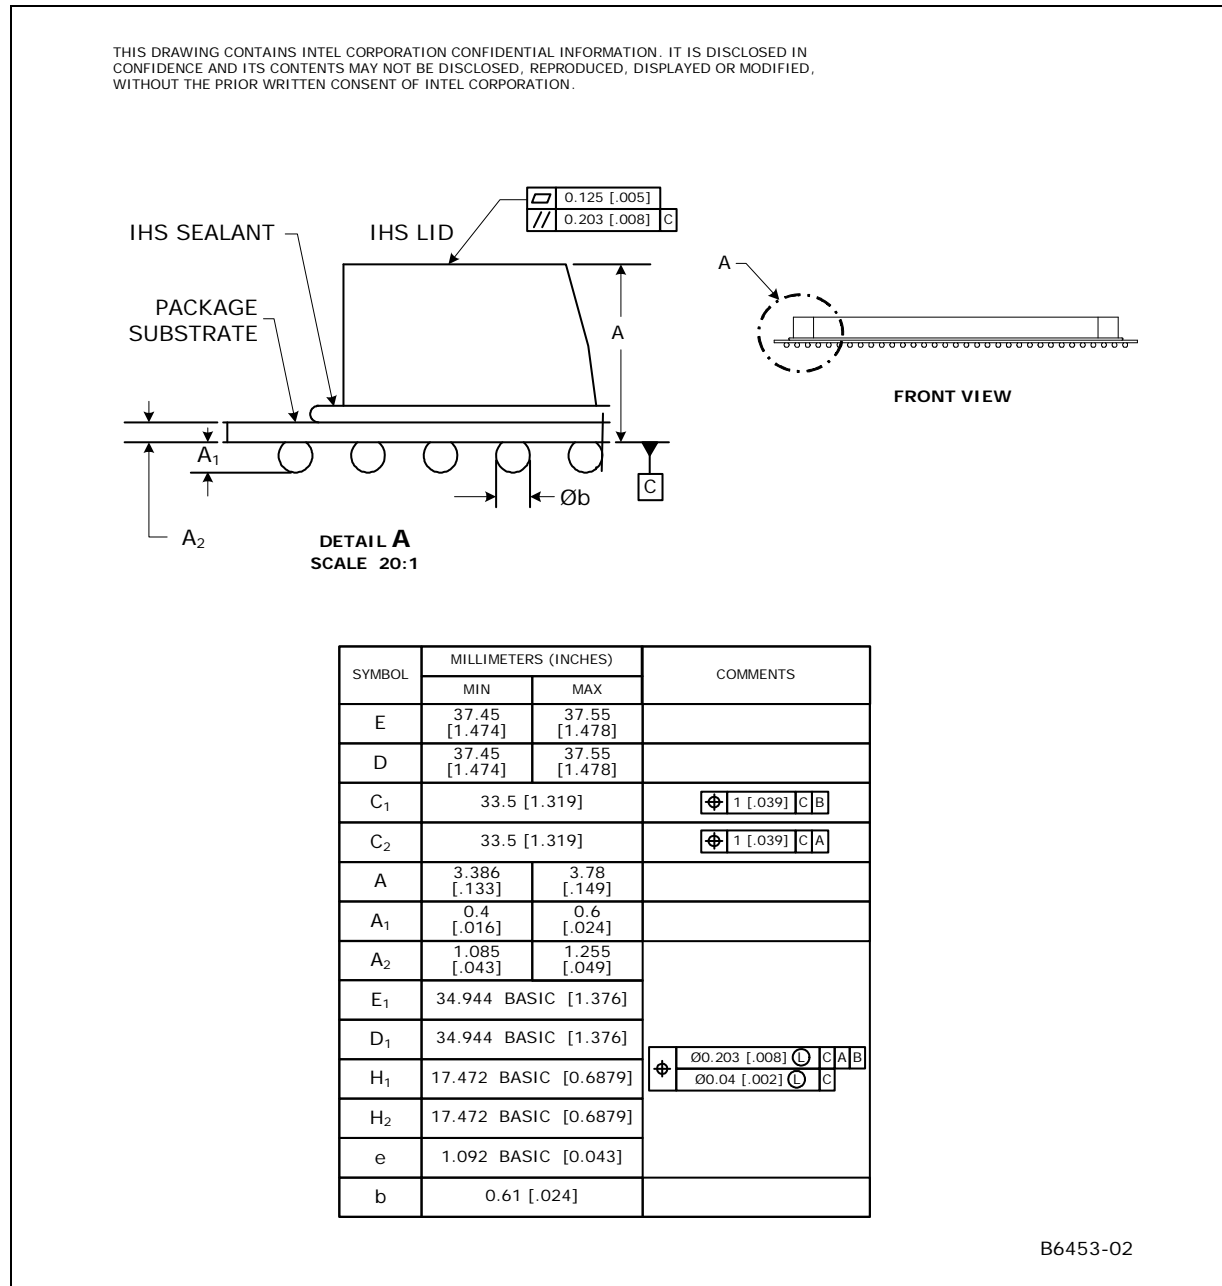 THIS DRAWING CONTAINS INTEL CORPORATION CONFIDENTIAL INFORMATION. IT IS DISCLOSED IN
CONFIDENCE AND ITS CONTENTS MAY NOT BE DISCLOSED, REPRODUCED, DISPLAYED OR MODIFIED,
WITHOUT THE PRIOR WRITTEN CONSENT OF INTEL CORPORATION.
0.125 [.005]
// 0.203 [.008] C
IHS SEALANT
IHS LID
PACKAGE
SUBSTRATE
A
A
FRONT VIEW
A₁
A₂
Øb
C
DETAIL A
SCALE 20:1
SYMBOL MILLIMETERS (INCHES) COMMENTS
MIN MAX
E 37.45 [1.474] 37.55 [1.478]
D 37.45 [1.474] 37.55 [1.478]
C₁ 33.5 [1.319] ⌖ 1 [.039] C B
C₂ 33.5 [1.319] ⌖ 1 [.039] C A
A 3.386 [.133] 3.78 [.149]
A₁ 0.4 [.016] 0.6 [.024]
A₂ 1.085 [.043] 1.255 [.049]
E₁ 34.944 BASIC [1.376]
D₁ 34.944 BASIC [1.376]
⌖ Ø0.203 [.008] Ⓛ C A B
Ø0.04 [.002] Ⓛ C
H₁ 17.472 BASIC [0.6879]
H₂ 17.472 BASIC [0.6879]
e 1.092 BASIC [0.043]
b 0.61 [.024]
B6453-02